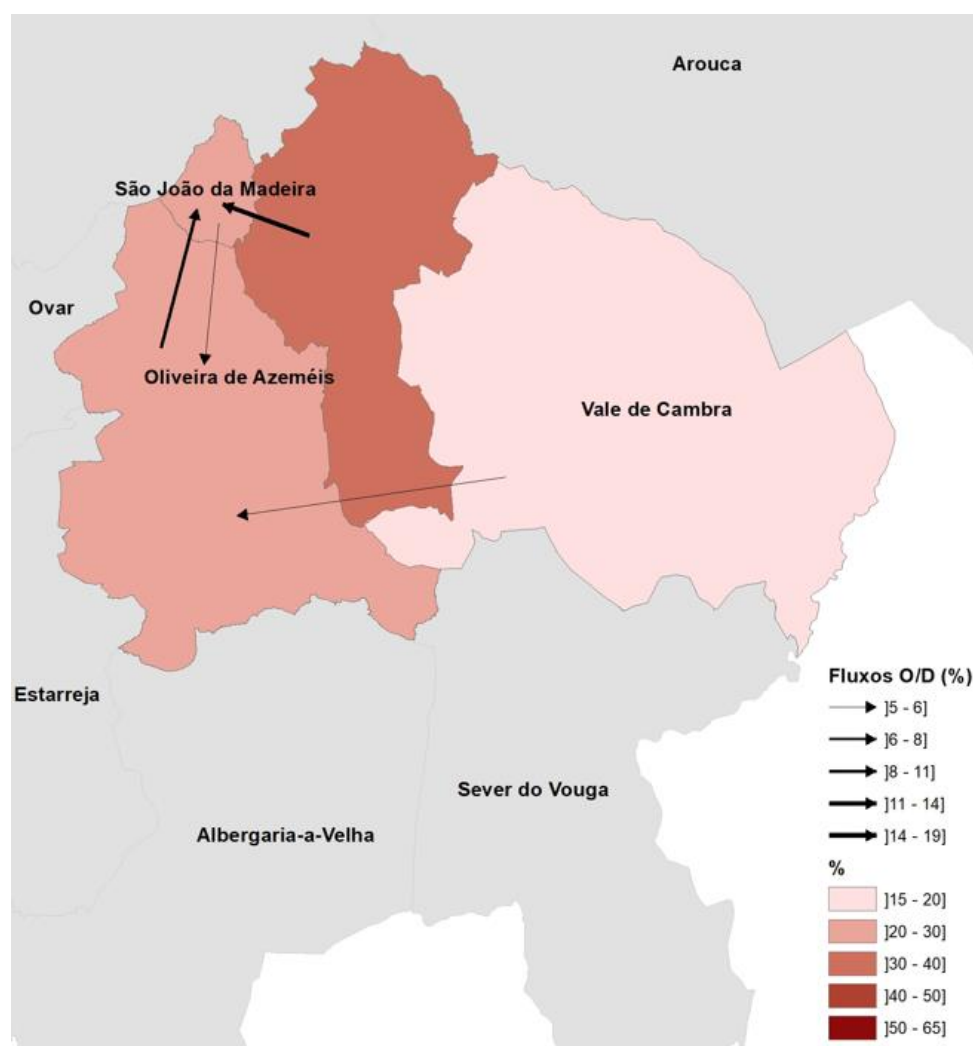 Arouca
São João da Madeira
Ovar
Oliveira de Azeméis
Vale de Cambra
Estarreja
Sever do Vouga
Albergaria-a-Velha
Fluxos O/D (%)
]5 - 6]
]6 - 8]
]8 - 11]
]11 - 14]
]14 - 19]
%
]15 - 20]
]20 - 30]
]30 - 40]
]40 - 50]
]50 - 65]